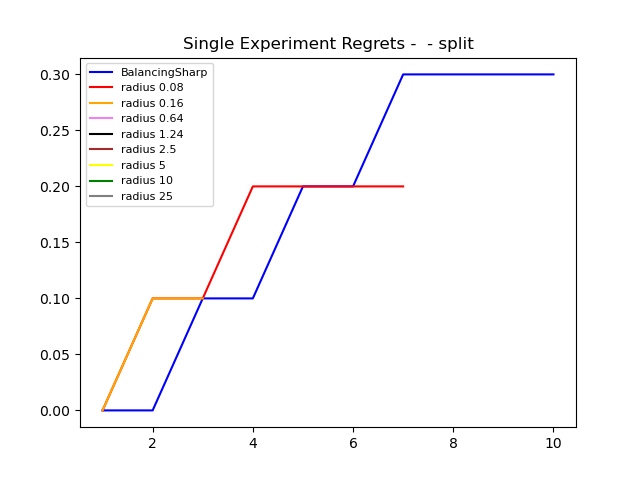 Single Experiment Regrets -  - split
0.30
0.25
0.20
0.15
0.10
0.05
0.00
BalancingSharp
radius 0.08
radius 0.16
radius 0.64
radius 1.24
radius 2.5
radius 5
radius 10
radius 25
2 4 6 8 10